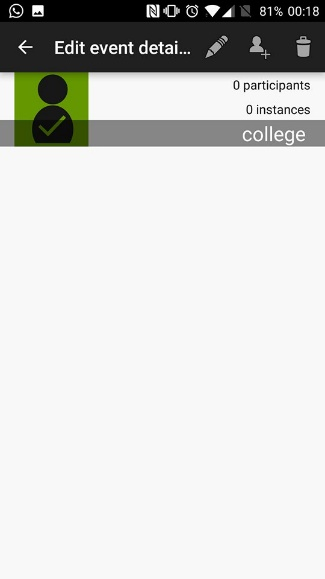 81% 00:18
Edit event detai...
0 participants
0 instances
college